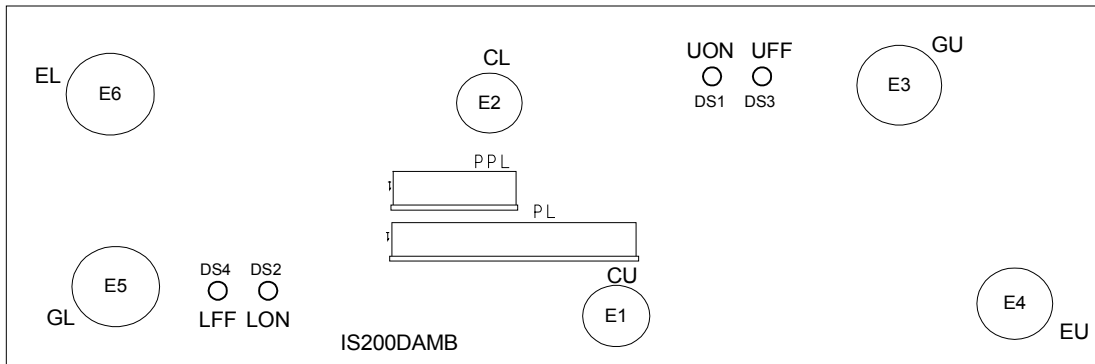 UON UFF
GU
CL
EL
E6
E2
DS1 DS3
E3
PPL
PL
DS4 DS2
CU
E5
E1
E4
GL
LFF LON
EU
IS200DAMB